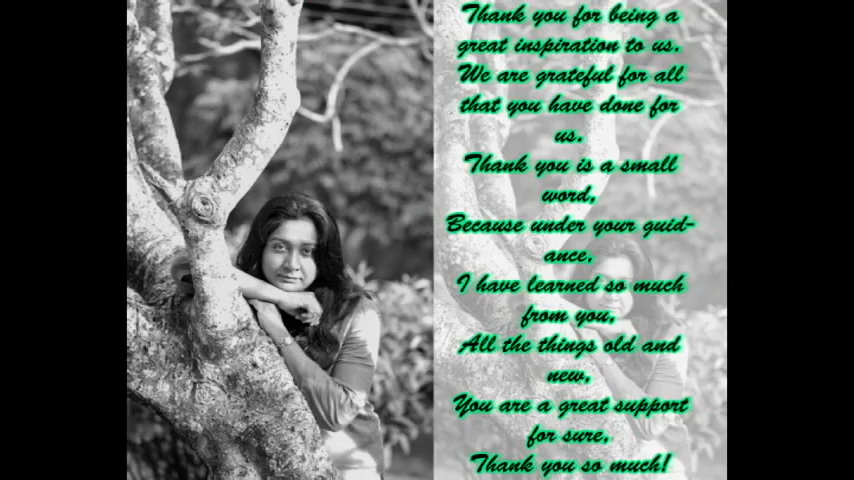 Thank you for being a
great inspiration to us.
We are grateful for all
that you have done for
us.
Thank you is a small
word,
Because under your guid-
ance,
I have learned so much
from you,
All the things old and
new,
You are a great support
for sure,
Thank you so much!